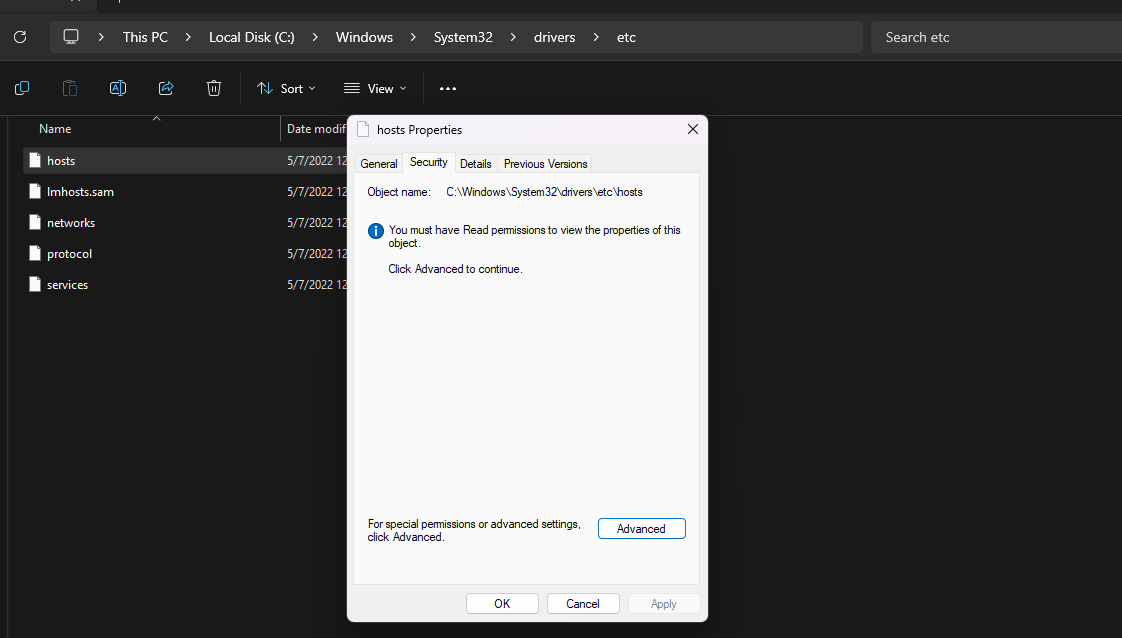 This PC > Local Disk (C:) > Windows > System32 > drivers > etc
Search etc
Sort
View
Name
Date modif
hosts
5/7/2022 12
lmhosts.sam
5/7/2022 12
networks
5/7/2022 12
protocol
5/7/2022 12
services
5/7/2022 12
hosts Properties
General
Security
Details
Previous Versions
Object name: C:\Windows\System32\drivers\etc\hosts
You must have Read permissions to view the properties of this
object.
Click Advanced to continue.
For special permissions or advanced settings,
click Advanced.
Advanced
OK
Cancel
Apply